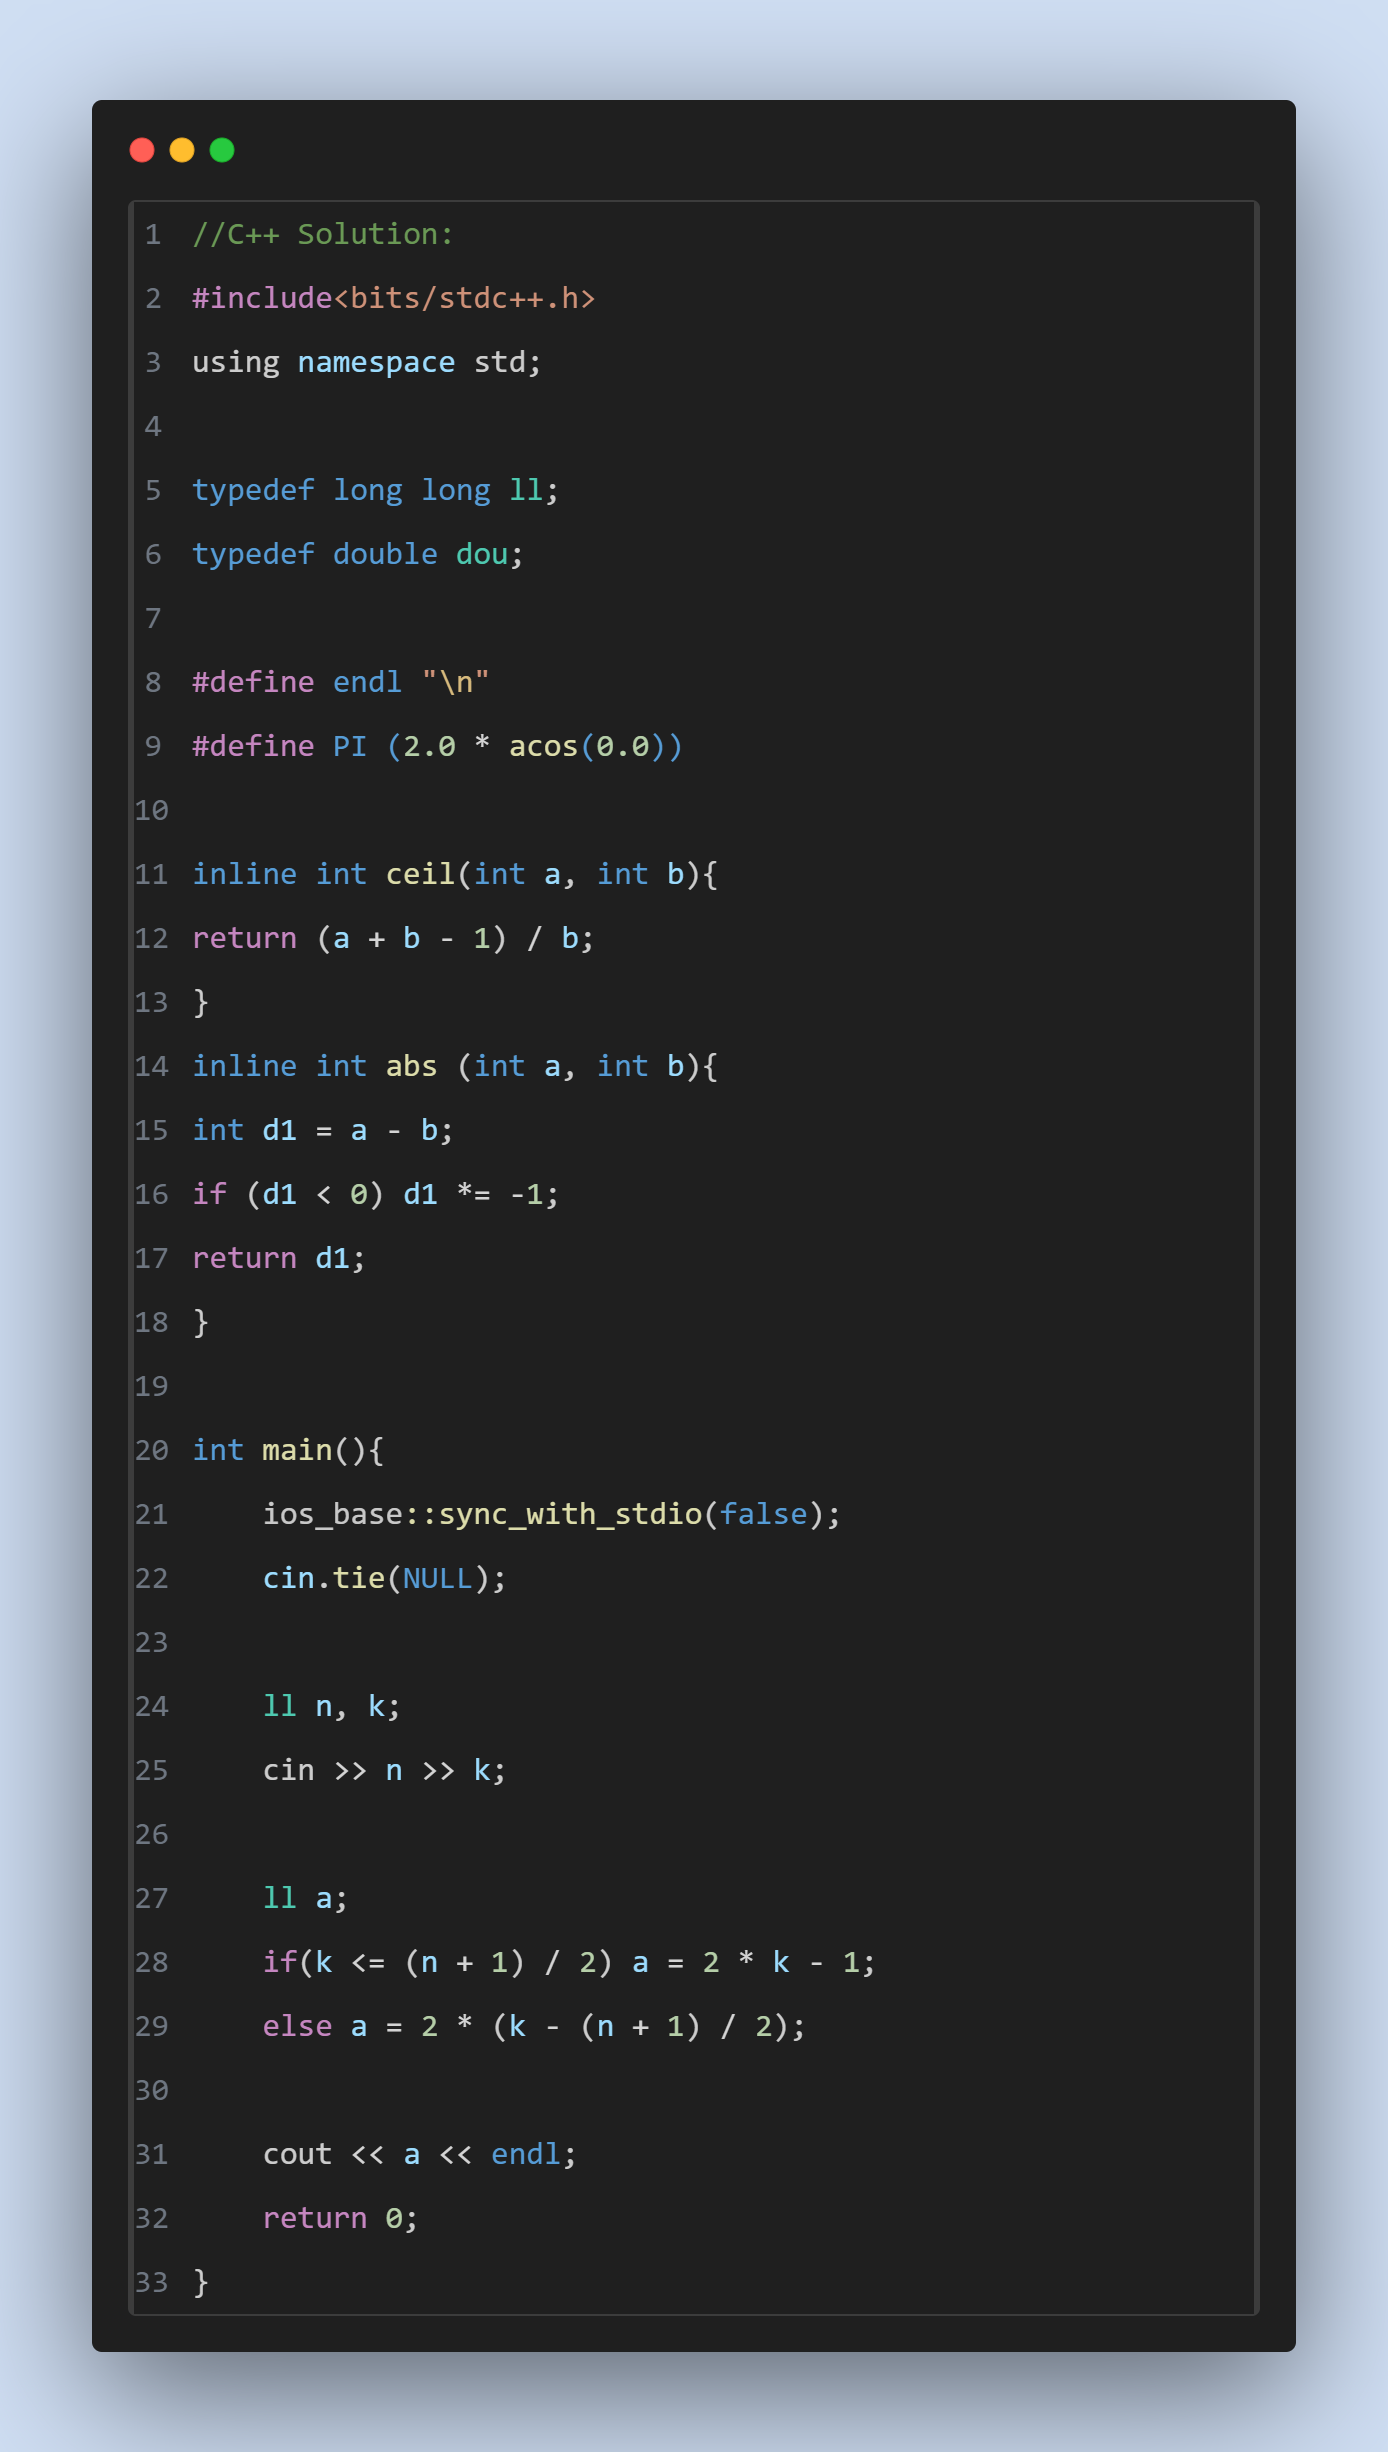 1 //C++ Solution:
2 #include<bits/stdc++.h>
3 using namespace std;
4
5 typedef long long ll;
6 typedef double dou;
7
8 #define endl "\n"
9 #define PI (2.0 * acos(0.0))
10
11 inline int ceil(int a, int b){
12 return (a + b - 1) / b;
13 }
14 inline int abs (int a, int b){
15 int d1 = a - b;
16 if (d1 < 0) d1 *= -1;
17 return d1;
18 }
19
20 int main(){
21     ios_base::sync_with_stdio(false);
22     cin.tie(NULL);
23
24     ll n, k;
25     cin >> n >> k;
26
27     ll a;
28     if(k <= (n + 1) / 2) a = 2 * k - 1;
29     else a = 2 * (k - (n + 1) / 2);
30
31     cout << a << endl;
32     return 0;
33 }